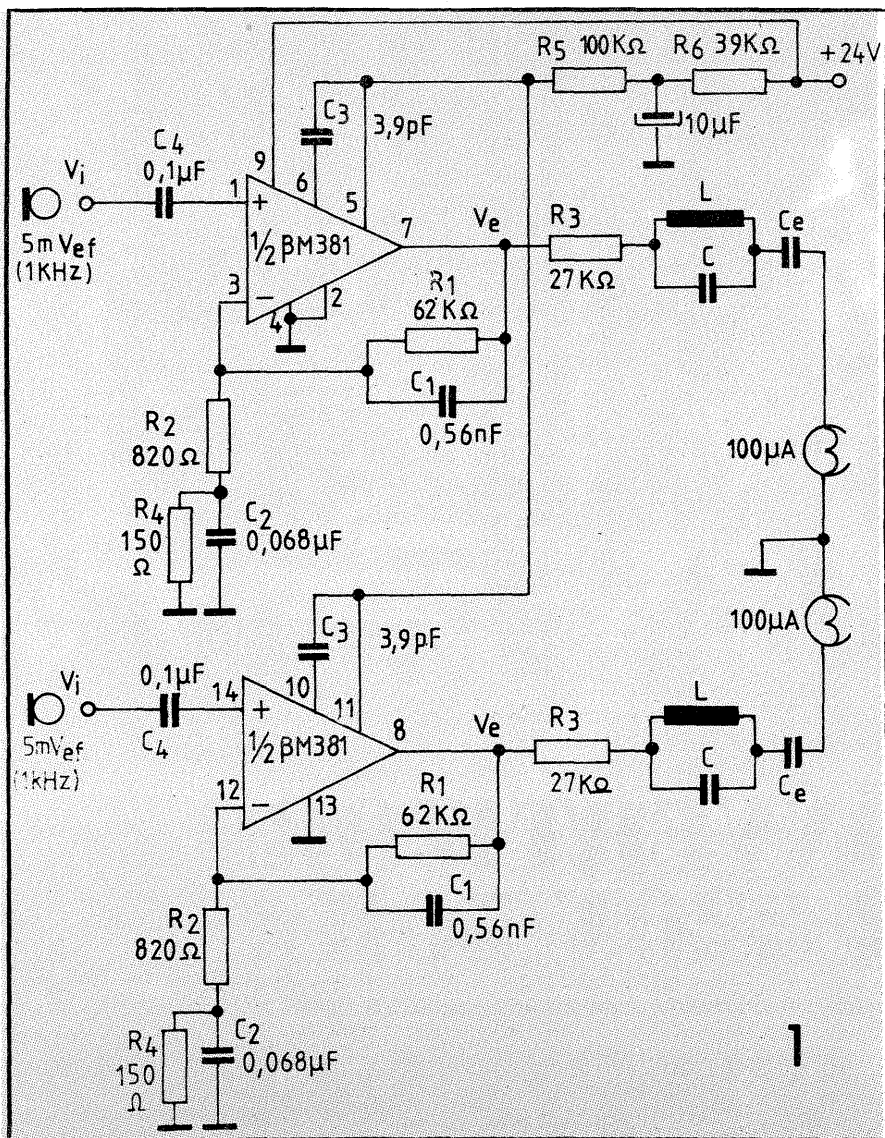 R5 100KΩ R6 39KΩ
+24V
10µF
C3
3,9pF
C4
0,1µF
Vi
5mVef
(1KHz)
9
1
6
5
+
½ βM381
7
3
−
4
2
Ve
R3
27KΩ
L
C
Ce
R1
62KΩ
C1
0,56nF
R2
820Ω
R4
150
Ω
C2
0,068µF
100µA
100µA
C3
3,9pF
0,1µF
C4
Vi
5mVef
(1kHz)
14
10
11
+
½ βM381
8
12
−
13
Ve
R3
27KΩ
L
C
Ce
R1
62KΩ
C1
0,56nF
R2
820Ω
R4
150
Ω
C2
0,068µF
1